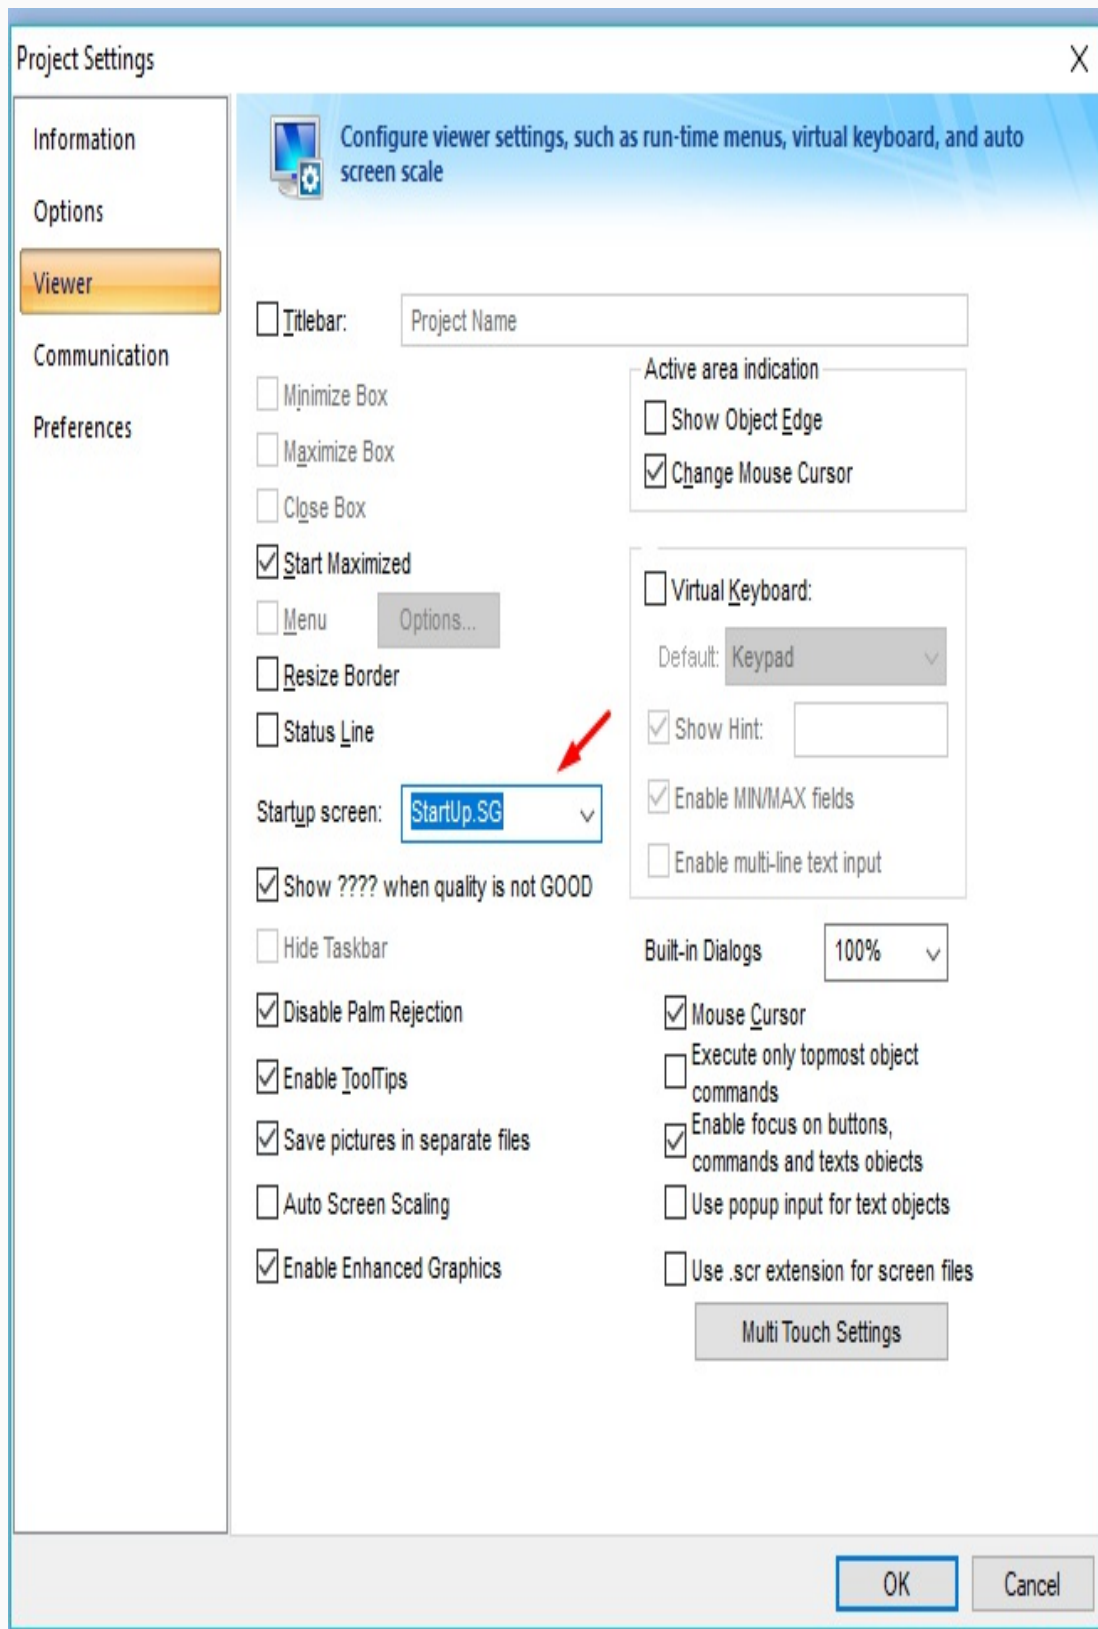 Project Settings
Information
Options
Viewer
Communication
Preferences
Configure viewer settings, such as run-time menus, virtual keyboard, and auto
screen scale
Titlebar:
Project Name
Minimize Box
Maximize Box
Close Box
Start Maximized
Menu
Options...
Resize Border
Status Line
Startup screen:
StartUp.SG
Show ???? when quality is not GOOD
Hide Taskbar
Disable Palm Rejection
Enable ToolTips
Save pictures in separate files
Auto Screen Scaling
Enable Enhanced Graphics
Active area indication
Show Object Edge
Change Mouse Cursor
Virtual Keyboard:
Default:
Keypad
Show Hint:
Enable MIN/MAX fields
Enable multi-line text input
Built-in Dialogs
100%
Mouse Cursor
Execute only topmost object
commands
Enable focus on buttons,
commands and texts objects
Use popup input for text objects
Use .scr extension for screen files
Multi Touch Settings
OK
Cancel